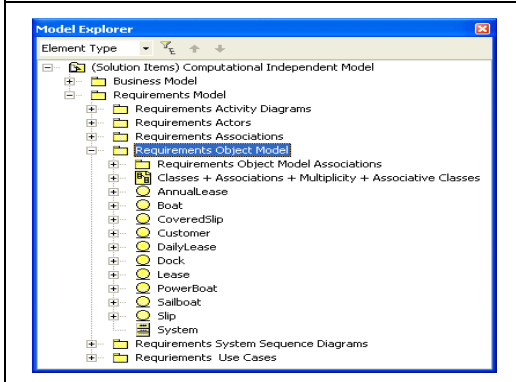 Model Explorer
Element Type
(Solution Items) Computational Independent Model
Business Model
Requirements Model
Requirements Activity Diagrams
Requirements Actors
Requirements Associations
Requirements Object Model
Requirements Object Model Associations
Classes + Associations + Multiplicity + Associative Classes
AnnualLease
Boat
CoveredSlip
Customer
DailyLease
Dock
Lease
PowerBoat
Sailboat
Slip
System
Requirements System Sequence Diagrams
Requriements Use Cases